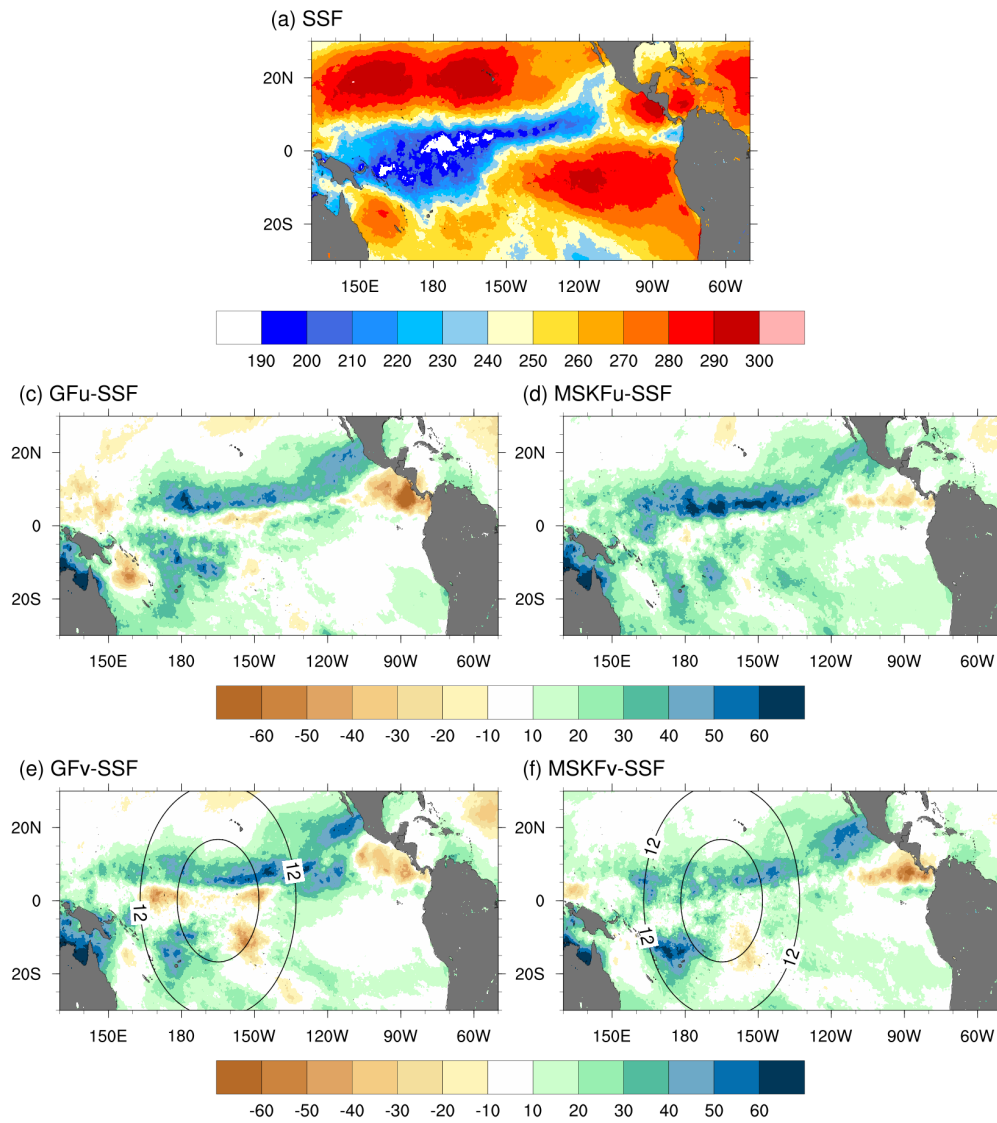 (a) SSF
20N
0
20S
150E 180 150W 120W 90W 60W
190 200 210 220 230 240 250 260 270 280 290 300
(c) GFu-SSF
20N
0
20S
150E 180 150W 120W 90W 60W
(d) MSKFu-SSF
20N
0
20S
150E 180 150W 120W 90W 60W
-60 -50 -40 -30 -20 -10 10 20 30 40 50 60
(e) GFv-SSF
20N
0
20S
12
12
150E 180 150W 120W 90W 60W
(f) MSKFv-SSF
20N
0
20S
12
12
12
150E 180 150W 120W 90W 60W
-60 -50 -40 -30 -20 -10 10 20 30 40 50 60